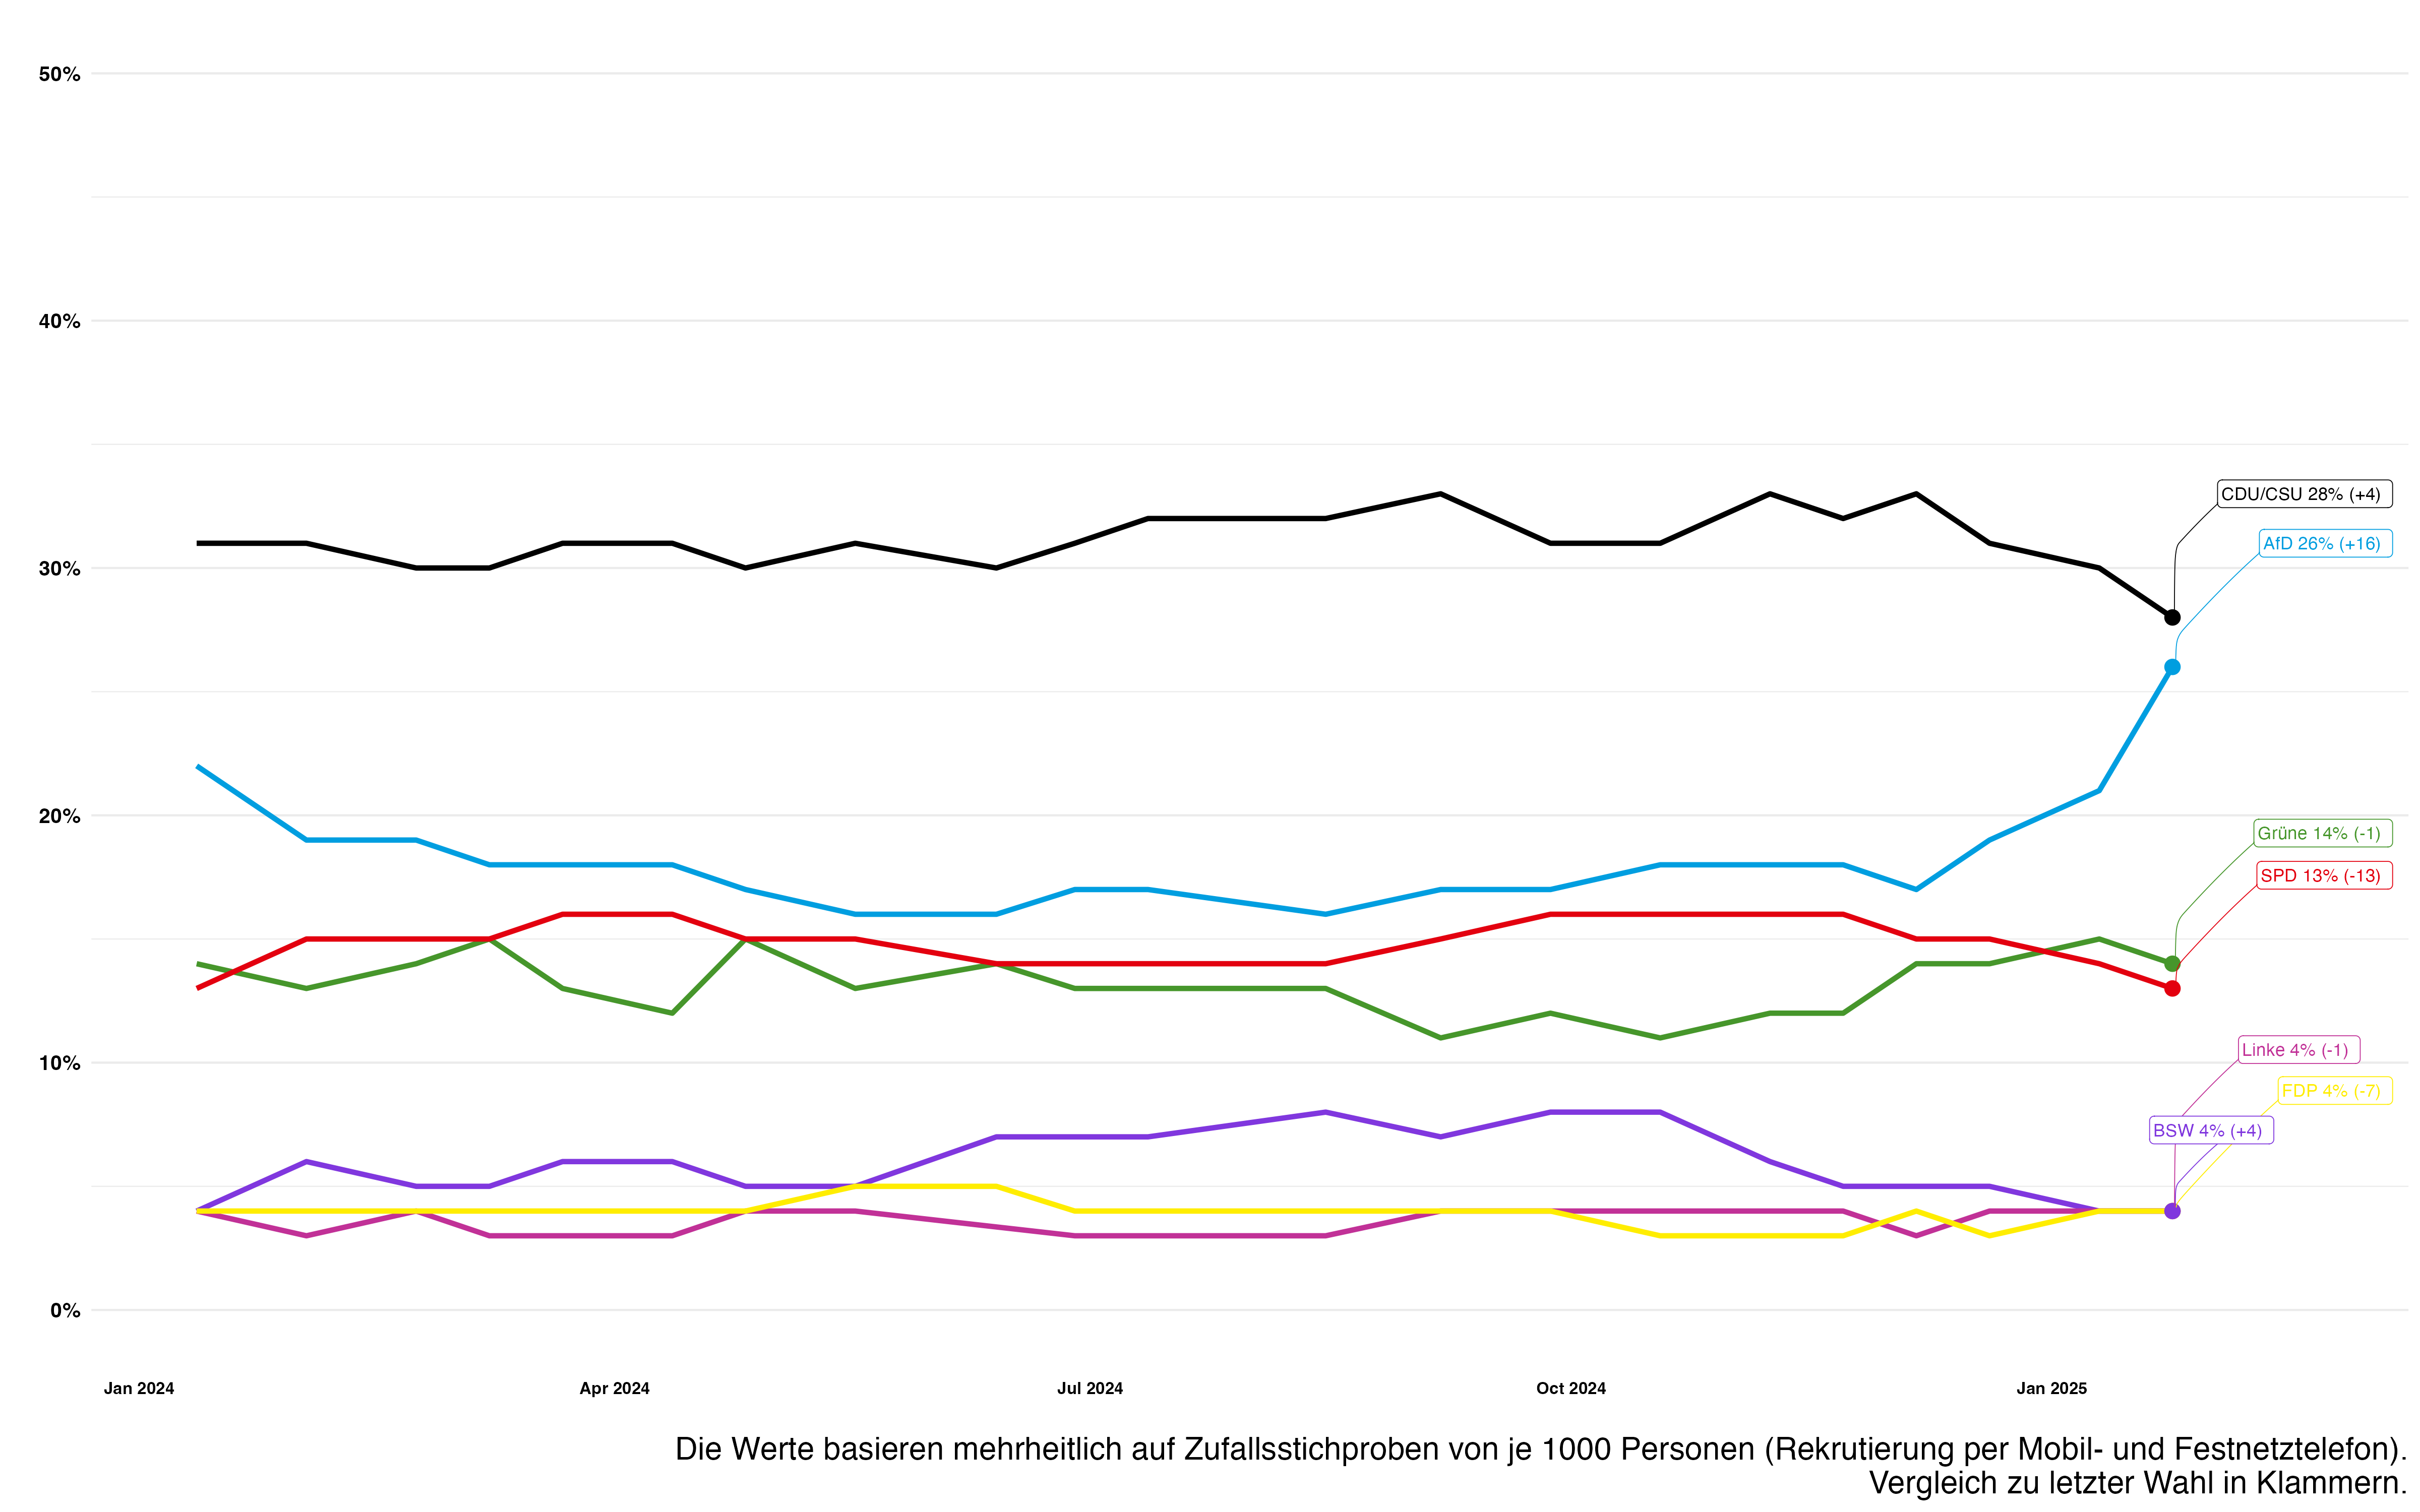 50%
40%
30%
20%
10%
0%
CDU/CSU 28% (+4)
AfD 26% (+16)
Grüne 14% (-1)
SPD 13% (-13)
Linke 4% (-1)
FDP 4% (-7)
BSW 4% (+4)
Jan 2024
Apr 2024
Jul 2024
Oct 2024
Jan 2025
Die Werte basieren mehrheitlich auf Zufallsstichproben von je 1000 Personen (Rekrutierung per Mobil- und Festnetztelefon).
Vergleich zu letzter Wahl in Klammern.